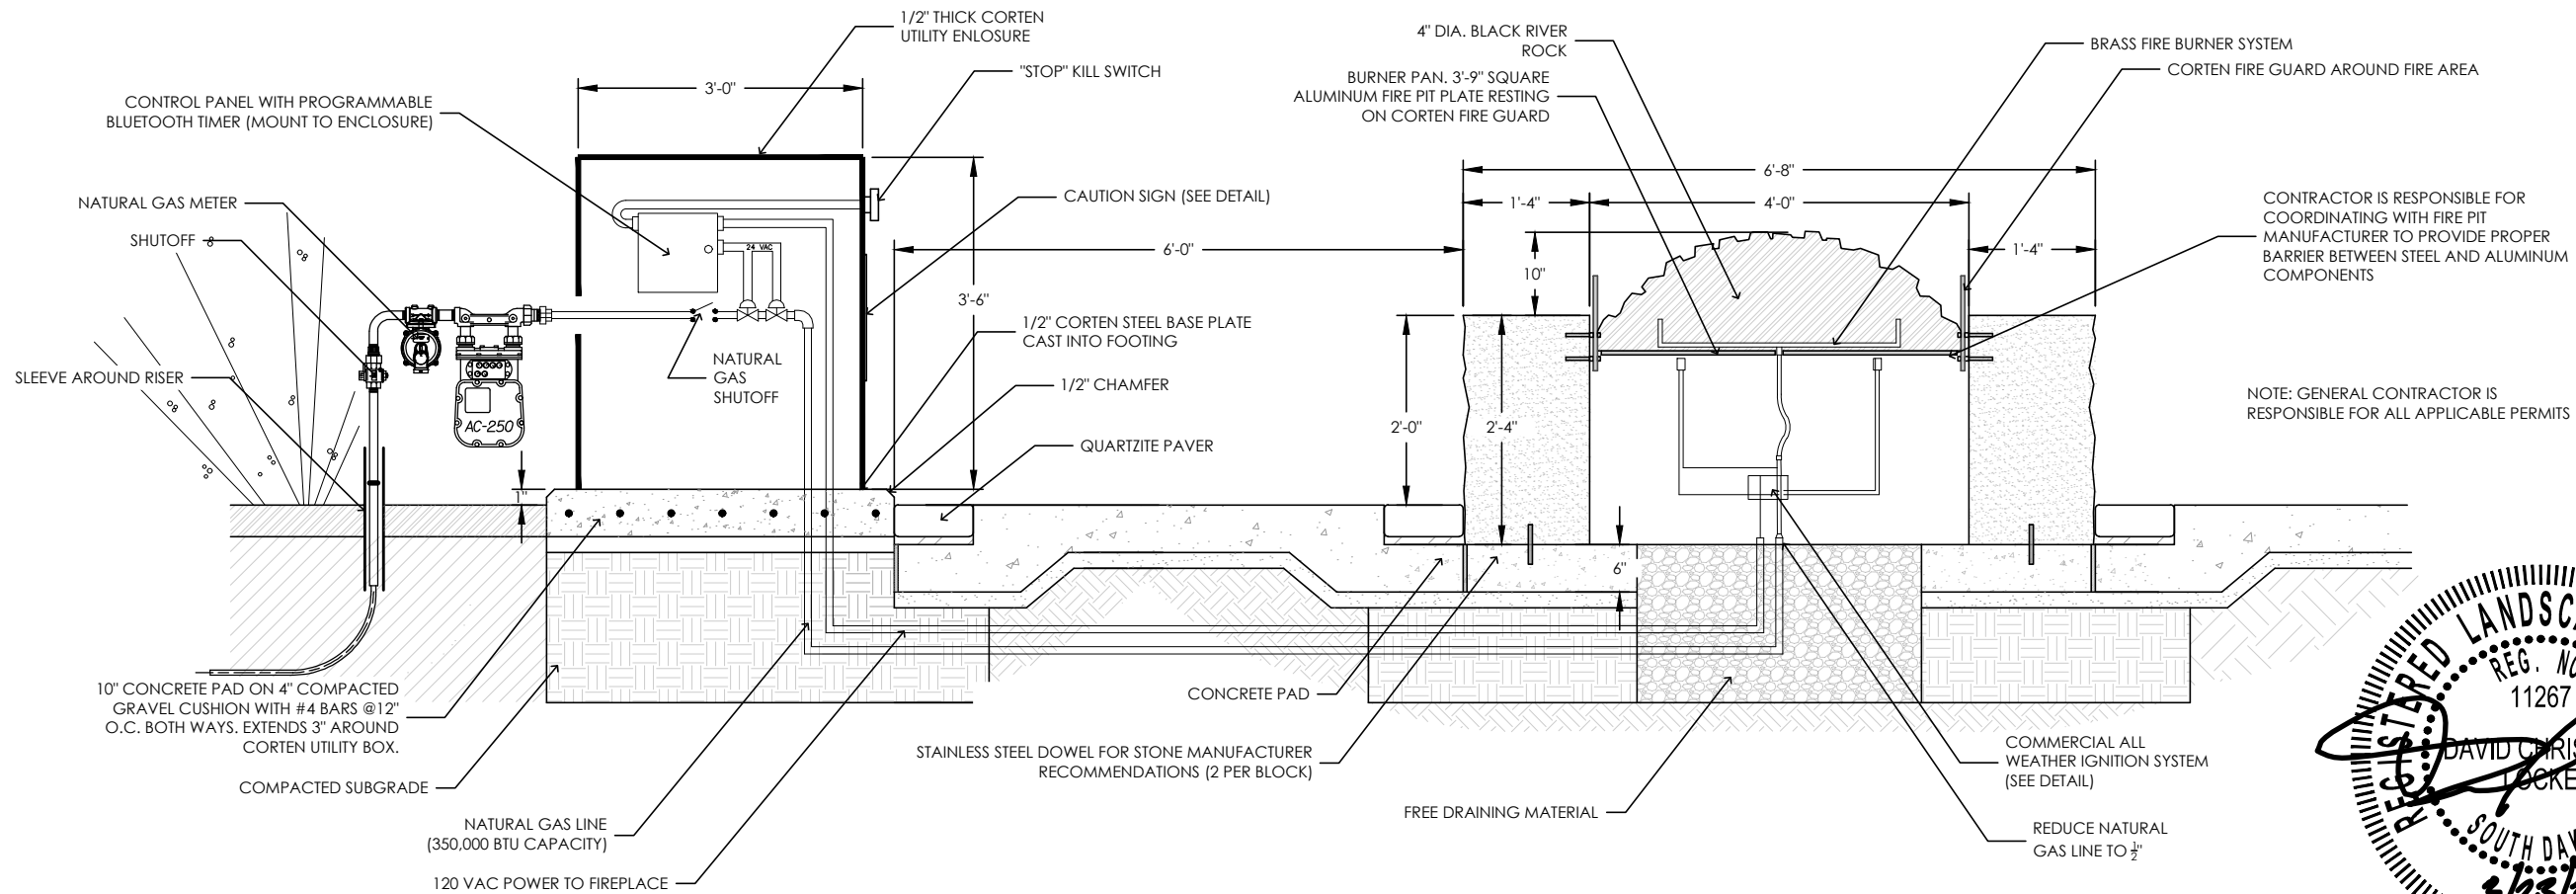 1/2" THICK CORTEN
UTILITY ENLOSURE
"STOP" KILL SWITCH
3'-0"
CONTROL PANEL WITH PROGRAMMABLE
BLUETOOTH TIMER (MOUNT TO ENCLOSURE)
NATURAL GAS METER
SHUTOFF
SLEEVE AROUND RISER
24 VAC
CAUTION SIGN (SEE DETAIL)
3'-6"
6'-0"
1/2" CORTEN STEEL BASE PLATE
CAST INTO FOOTING
NATURAL
GAS
SHUTOFF
1/2" CHAMFER
AC-250
QUARTZITE PAVER
1"
4" DIA. BLACK RIVER
ROCK
BURNER PAN. 3'-9" SQUARE
ALUMINUM FIRE PIT PLATE RESTING
ON CORTEN FIRE GUARD
BRASS FIRE BURNER SYSTEM
CORTEN FIRE GUARD AROUND FIRE AREA
6'-8"
1'-4"
4'-0"
1'-4"
10"
CONTRACTOR IS RESPONSIBLE FOR
COORDINATING WITH FIRE PIT
MANUFACTURER TO PROVIDE PROPER
BARRIER BETWEEN STEEL AND ALUMINUM
COMPONENTS
NOTE: GENERAL CONTRACTOR IS
RESPONSIBLE FOR ALL APPLICABLE PERMITS
2'-0"
2'-4"
6"
10" CONCRETE PAD ON 4" COMPACTED
GRAVEL CUSHION WITH #4 BARS @12"
O.C. BOTH WAYS. EXTENDS 3" AROUND
CORTEN UTILITY BOX.
COMPACTED SUBGRADE
NATURAL GAS LINE
(350,000 BTU CAPACITY)
120 VAC POWER TO FIREPLACE
CONCRETE PAD
STAINLESS STEEL DOWEL FOR STONE MANUFACTURER
RECOMMENDATIONS (2 PER BLOCK)
FREE DRAINING MATERIAL
COMMERCIAL ALL
WEATHER IGNITION SYSTEM
(SEE DETAIL)
REDUCE NATURAL
GAS LINE TO ½"
REGISTERED
REG.
11267
DAVID
SOUTH